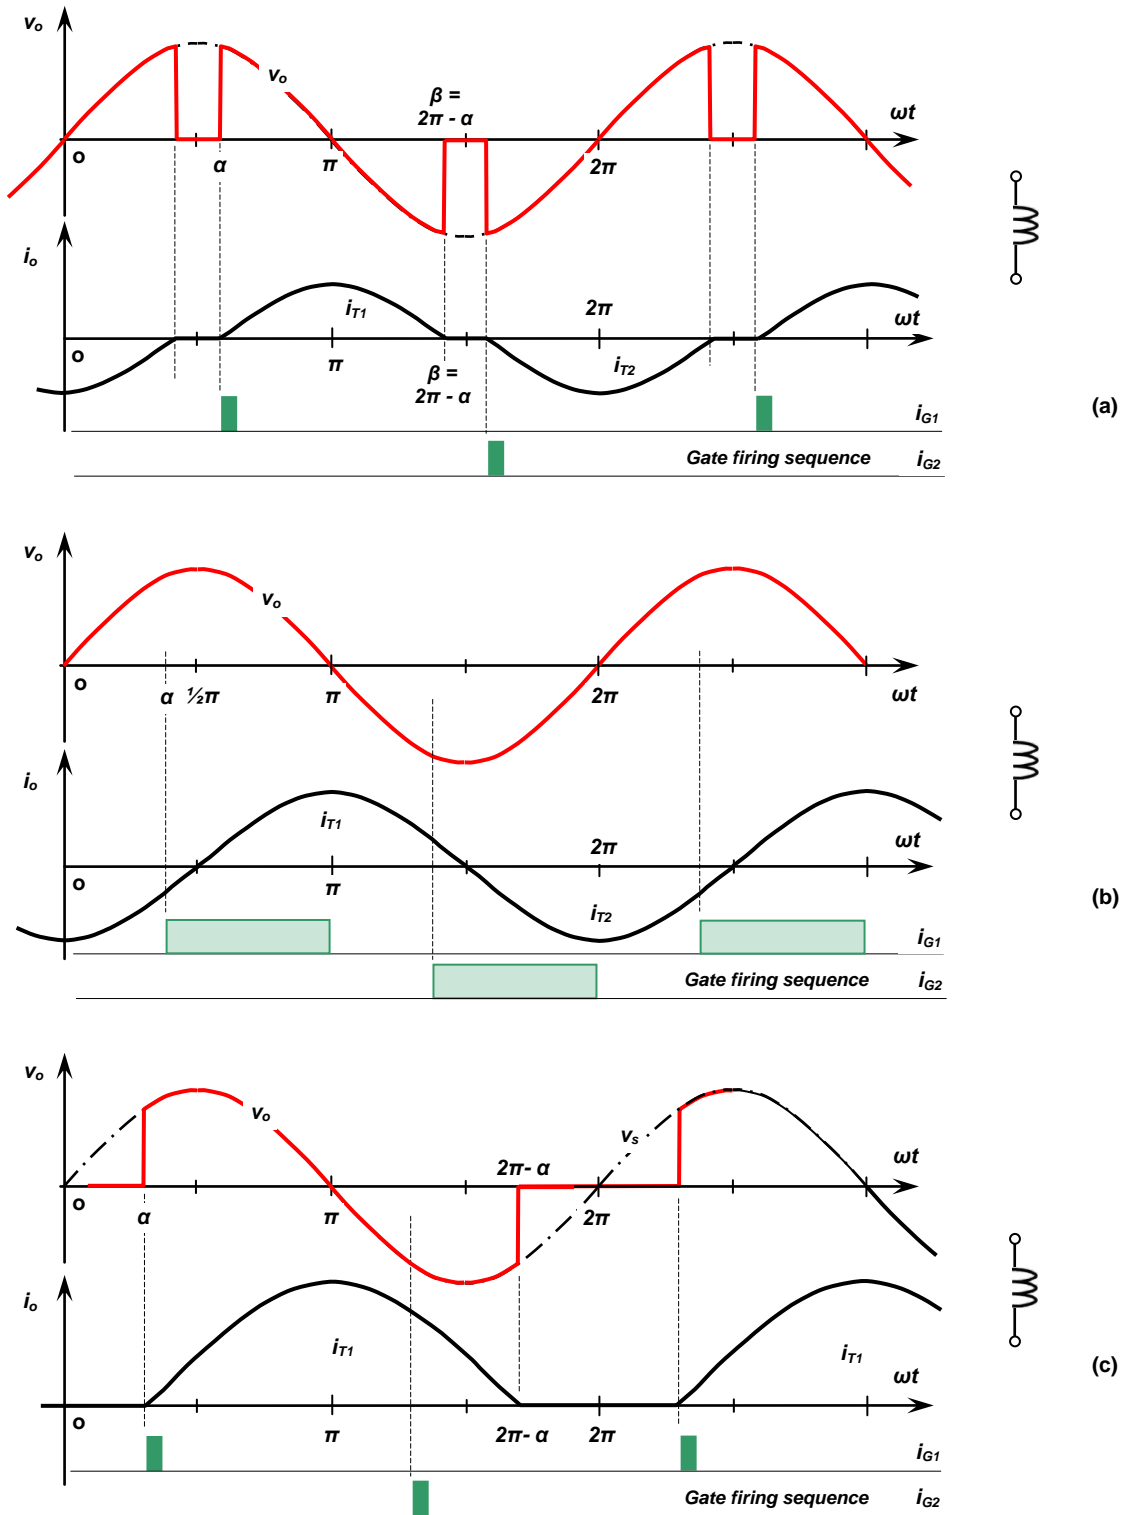 vo
vo
β =
2π - α
ωt
o
α
π
2π
io
iT1
2π
ωt
o
π
iT2
β =
2π - α
(a)
iG1
Gate firing sequence
iG2
vo
vo
o
α
½π
π
2π
ωt
io
iT1
2π
ωt
o
π
iT2
(b)
iG1
Gate firing sequence
iG2
vo
vo
vs
2π- α
ωt
o
α
π
2π
io
iT1
iT1
(c)
ωt
o
π
2π- α
2π
iG1
Gate firing sequence
iG2